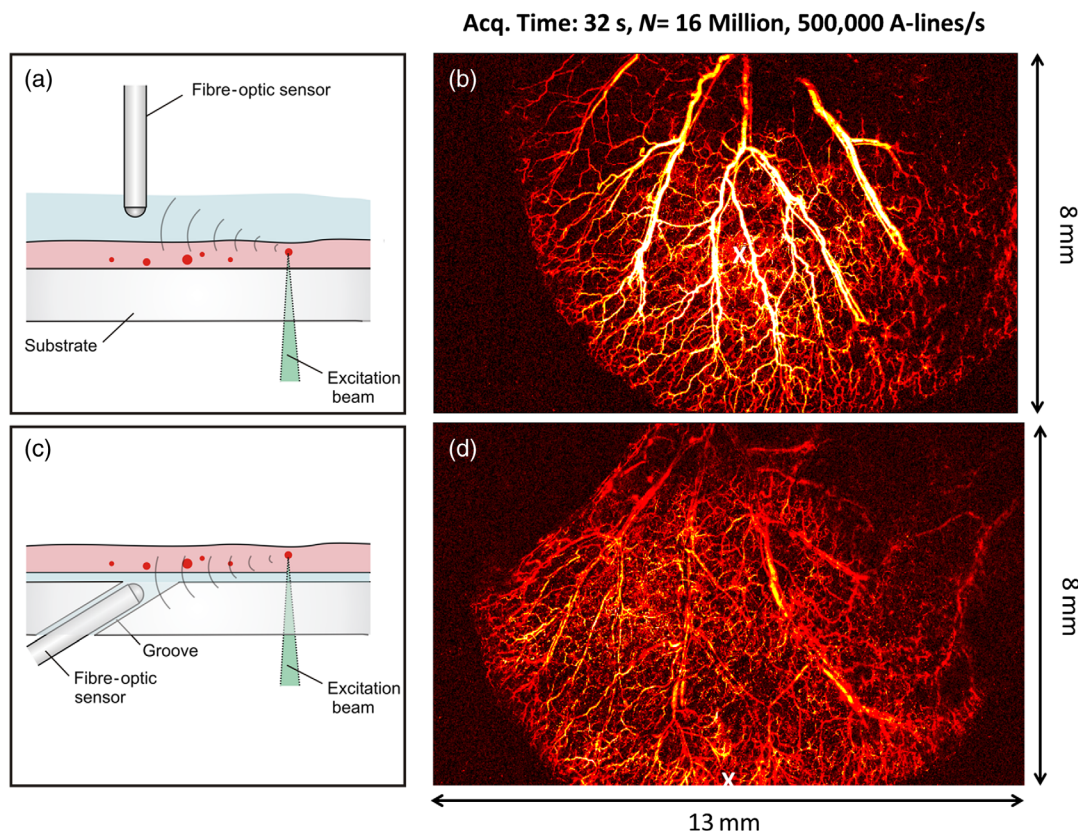 Acq. Time: 32 s, N= 16 Million, 500,000 A-lines/s
(a)
Fibre-optic sensor
Substrate
Excitation
beam
(b)
X
8 mm
(c)
Groove
Fibre-optic
sensor
Excitation
beam
(d)
X
8 mm
13 mm